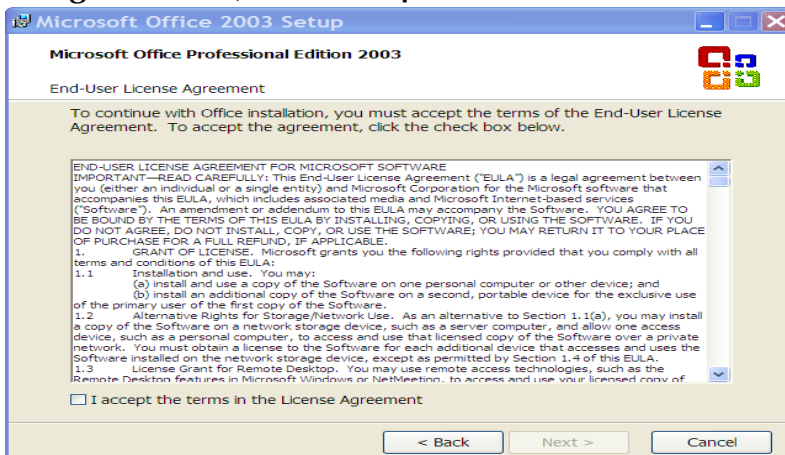 Microsoft Office 2003 Setup
Microsoft Office Professional Edition 2003
End-User License Agreement
To continue with Office installation, you must accept the terms of the End-User License
Agreement. To accept the agreement, click the check box below.
END-USER LICENSE AGREEMENT FOR MICROSOFT SOFTWARE
IMPORTANT—READ CAREFULLY: This End-User License Agreement ("EULA") is a legal agreement between
you (either an individual or a single entity) and Microsoft Corporation for the Microsoft software that
accompanies this EULA, which includes associated media and Microsoft Internet-based services
("Software"). An amendment or addendum to this EULA may accompany the Software. YOU AGREE TO
BE BOUND BY THE TERMS OF THIS EULA BY INSTALLING, COPYING, OR USING THE SOFTWARE. IF YOU
DO NOT AGREE, DO NOT INSTALL, COPY, OR USE THE SOFTWARE; YOU MAY RETURN IT TO YOUR PLACE
OF PURCHASE FOR A FULL REFUND, IF APPLICABLE.
1. GRANT OF LICENSE. Microsoft grants you the following rights provided that you comply with all
terms and conditions of this EULA:
1.1 Installation and use. You may:
(a) install and use a copy of the Software on one personal computer or other device; and
(b) install an additional copy of the Software on a second, portable device for the exclusive use
of the primary user of the first copy of the Software.
1.2 Alternative Rights for Storage/Network Use. As an alternative to Section 1.1(a), you may install
a copy of the Software on a network storage device, such as a server computer, and allow one access
device, such as a personal computer, to access and use that licensed copy of the Software over a private
network. You must obtain a license to the Software for each additional device that accesses and uses the
Software installed on the network storage device, except as permitted by Section 1.4 of this EULA.
1.3 License Grant for Remote Desktop. You may use remote access technologies, such as the
Remote Desktop features in Microsoft Windows or NetMeeting, to access and use your licensed copy of
I accept the terms in the License Agreement
< Back
Next >
Cancel